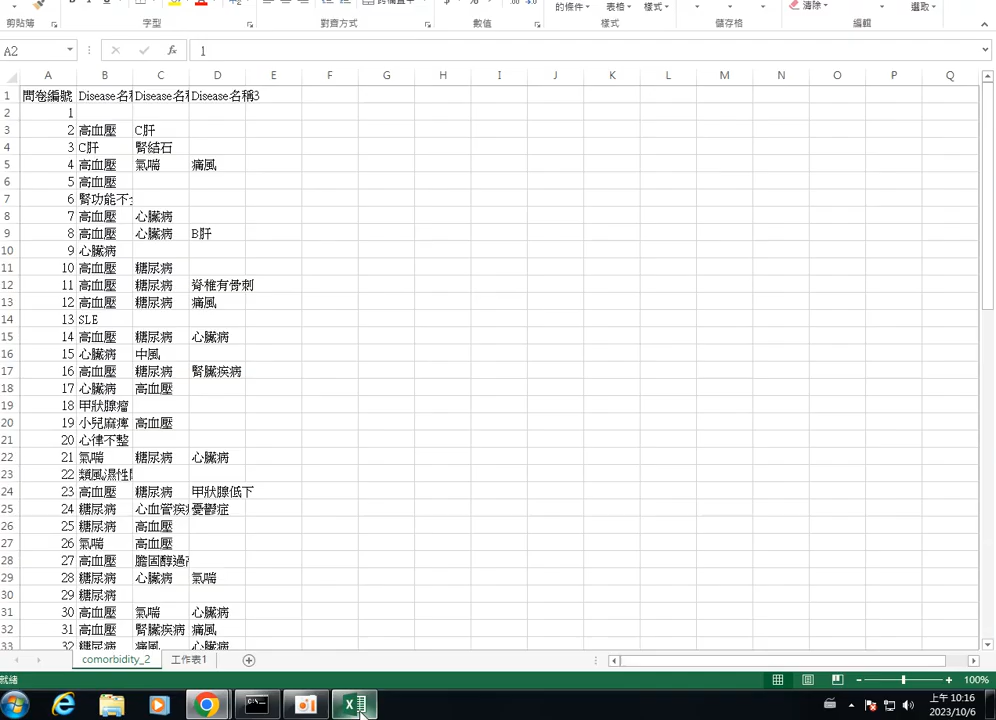 剪貼簿 字型 對齊方式 數值 的條件 表格 樣式 樣式 儲存格 清除 編輯 選取
A2 fx 1
A B C D E F G H I J K L M N O P Q
1 問卷編號 Disease名稱3
2 1
3 2 高血壓 C肝
4 3 C肝 腎結石
5 4 高血壓 氣喘 痛風
6 5 高血壓
7 6 腎功能不
8 7 高血壓 心臟病
9 8 高血壓 心臟病 B肝
10 9 心臟病
11 10 高血壓 糖尿病
12 11 高血壓 糖尿病 脊椎有骨刺
13 12 高血壓 糖尿病 痛風
14 13 SLE
15 14 高血壓 糖尿病 心臟病
16 15 心臟病 中風
17 16 高血壓 糖尿病 腎臟疾病
18 17 心臟病 高血壓
19 18 甲狀腺瘤
20 19 小兒麻痺 高血壓
21 20 心律不整
22 21 氣喘 糖尿病 心臟病
23 22 類風濕性
24 23 高血壓 糖尿病 甲狀腺低下
25 24 糖尿病 心血管疾 憂鬱症
26 25 糖尿病 高血壓
27 26 氣喘 高血壓
28 27 高血壓 膽固醇過
29 28 糖尿病 心臟病 氣喘
30 29 糖尿病
31 30 高血壓 氣喘 心臟病
32 31 高血壓 腎臟疾病 痛風
33 32 糖尿病 痛風 心臟病
comorbidity_2 工作表1
就緒 100%
上午 10:16
2023/10/6